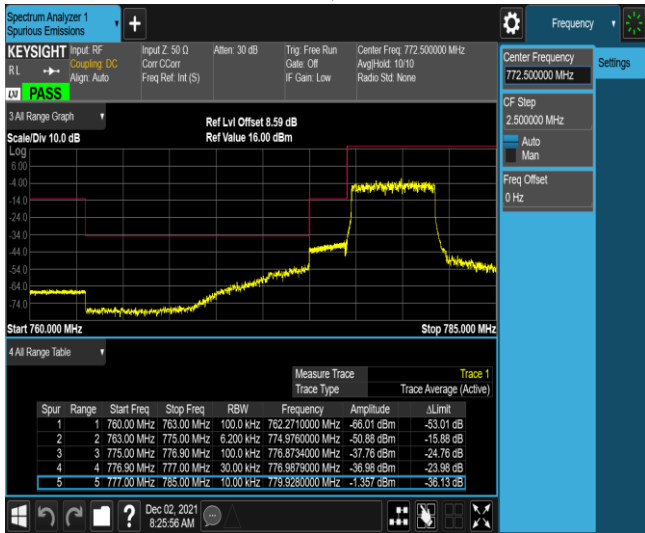 Spectrum Analyzer 1
Spurious Emissions
Frequency
KEYSIGHT Input: RF Input Z: 50 Ω Atten: 30 dB Trig: Free Run Center Freq: 772.500000 MHz
RL Coupling: DC Corr CCorr Gate: Off Avg|Hold: 10/10
Align: Auto Freq Ref: Int (S) IF Gain: Low Radio Std: None
LXI PASS
Center Frequency
772.500000 MHz
Settings
CF Step
2.500000 MHz
Auto
Man
Freq Offset
0 Hz
3 All Range Graph
Ref Lvl Offset 8.59 dB
Scale/Div 10.0 dB Ref Value 16.00 dBm
Log
6.00
-4.00
-14.0
-24.0
-34.0
-44.0
-54.0
-64.0
-74.0
Start 760.000 MHz Stop 785.000 MHz
4 All Range Table
Measure Trace Trace 1
Trace Type Trace Average (Active)
Spur Range Start Freq Stop Freq RBW Frequency Amplitude ΔLimit
1 1 760.00 MHz 763.00 MHz 100.0 kHz 762.2710000 MHz -66.01 dBm -53.01 dB
2 2 763.00 MHz 775.00 MHz 6.200 kHz 774.9760000 MHz -50.88 dBm -15.88 dB
3 3 775.00 MHz 776.90 MHz 100.0 kHz 776.8734000 MHz -37.76 dBm -24.76 dB
4 4 776.90 MHz 777.00 MHz 30.00 kHz 776.9879000 MHz -36.98 dBm -23.98 dB
5 5 777.00 MHz 785.00 MHz 10.00 kHz 779.9280000 MHz -1.357 dBm -36.13 dB
? Dec 02, 2021
8:25:56 AM